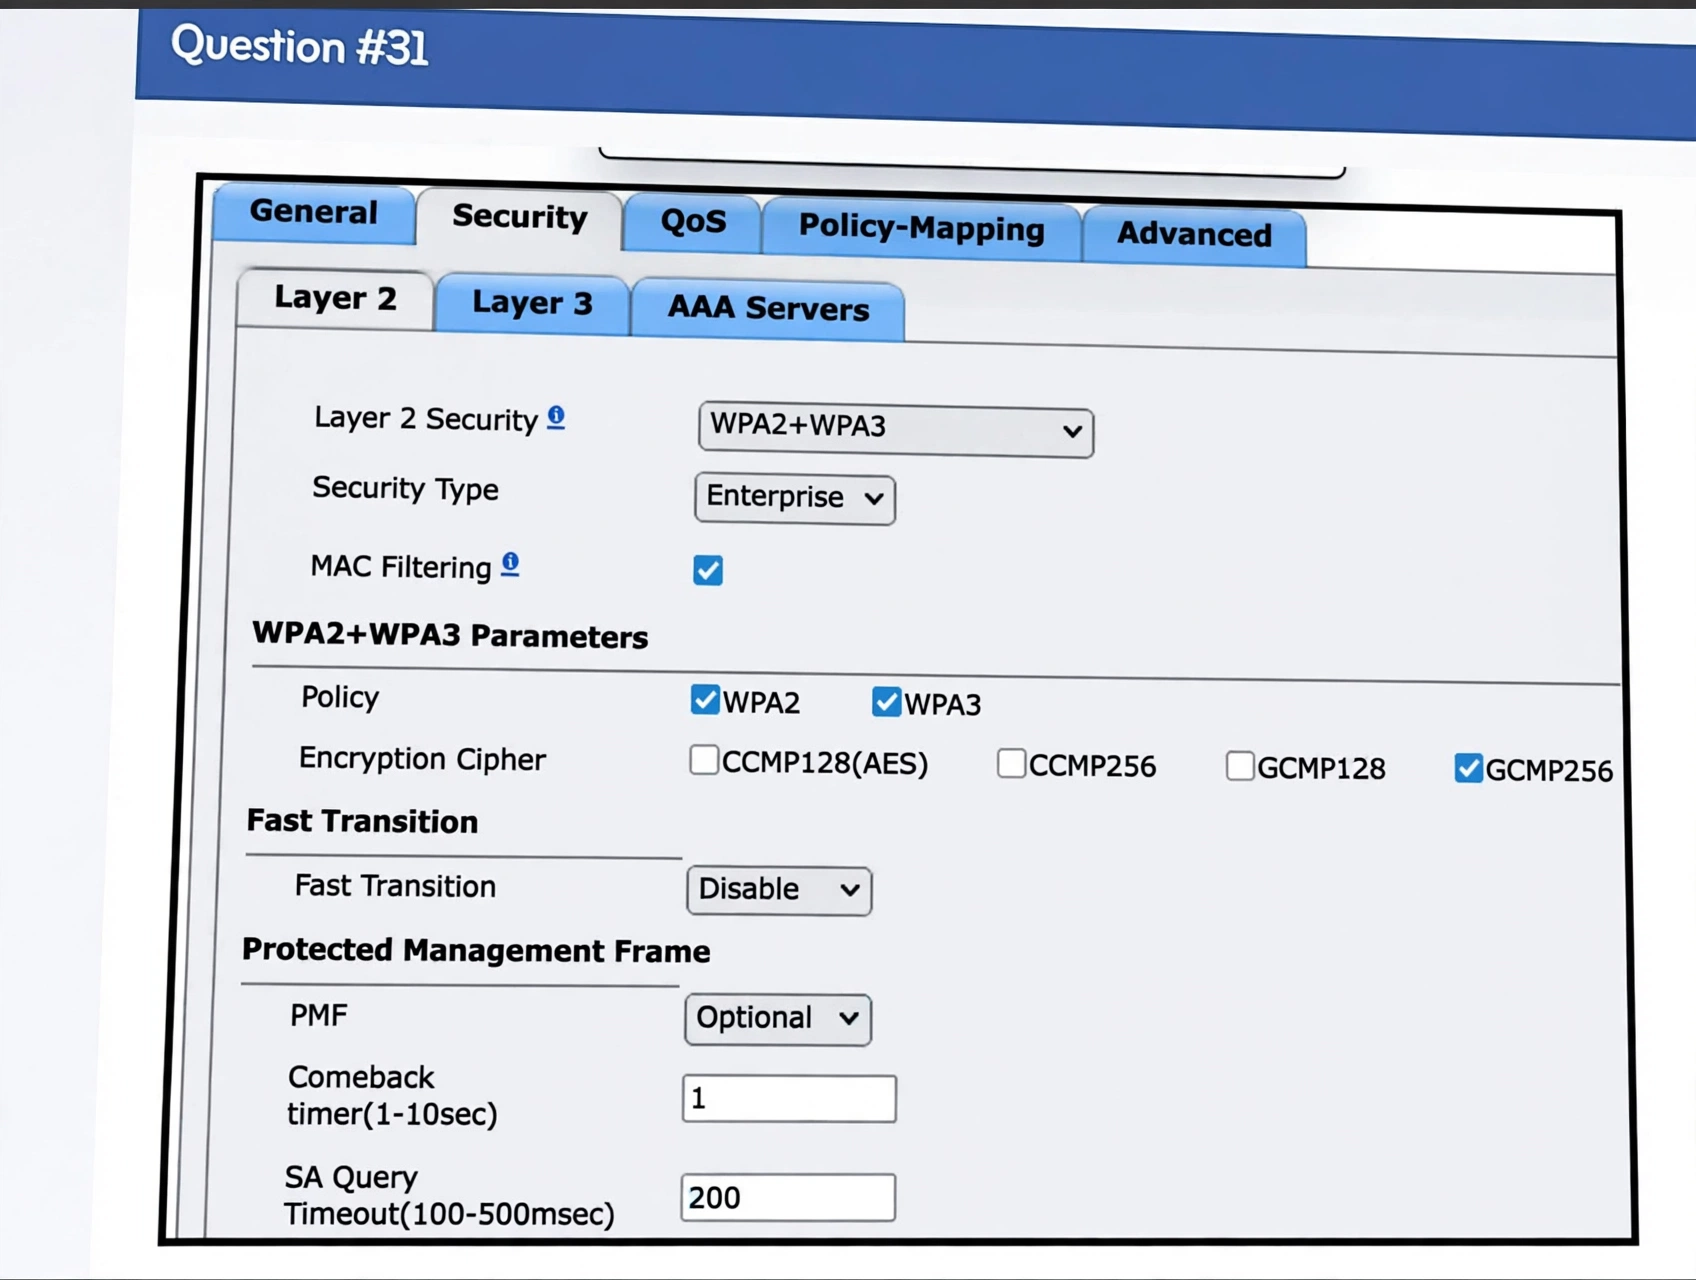 Question #31
General Security QoS Policy-Mapping Advanced
Layer 2 Layer 3 AAA Servers
Layer 2 Security i WPA2+WPA3
Security Type Enterprise
MAC Filtering i
WPA2+WPA3 Parameters
Policy WPA2 WPA3
Encryption Cipher CCMP128(AES) CCMP256 GCMP128 GCMP256
Fast Transition
Fast Transition Disable
Protected Management Frame
PMF Optional
Comeback
timer(1-10sec) 1
SA Query
Timeout(100-500msec) 200